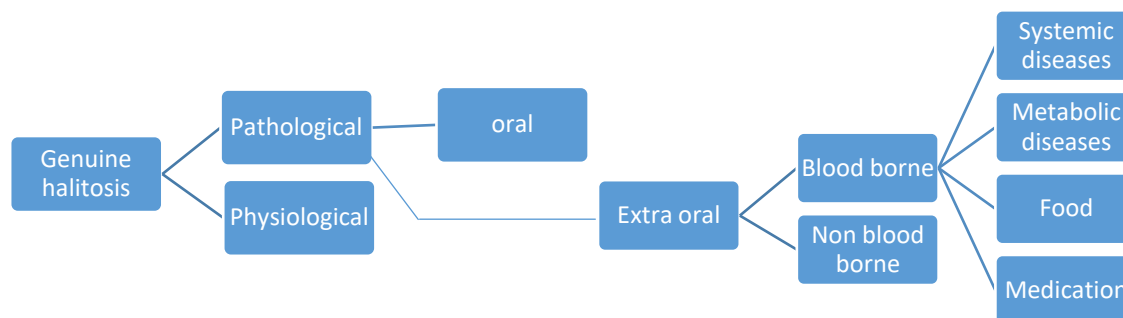 Genuine
halitosis
Pathological
Physiological
oral
Extra oral
Blood borne
Non blood
borne
Systemic
diseases
Metabolic
diseases
Food
Medication